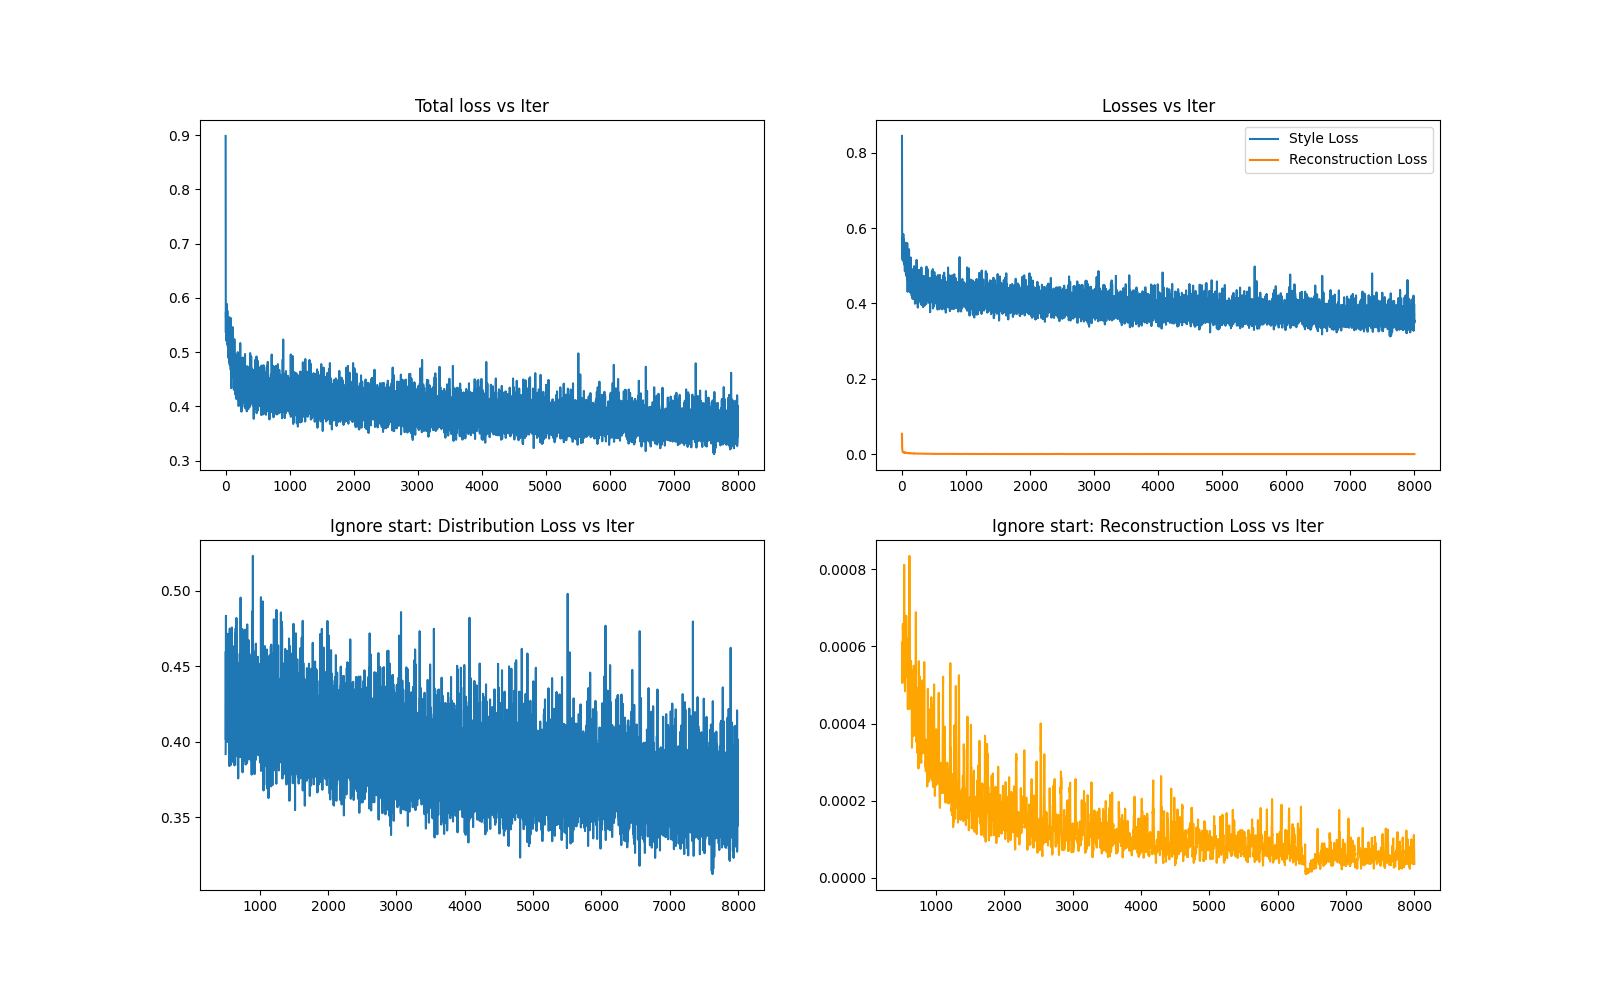 Total loss vs Iter
0.9
0.8
0.7
0.6
0.5
0.4
0.3
0 1000 2000 3000 4000 5000 6000 7000 8000
Losses vs Iter
Style Loss
Reconstruction Loss
0.8
0.6
0.4
0.2
0.0
0 1000 2000 3000 4000 5000 6000 7000 8000
Ignore start: Distribution Loss vs Iter
0.50
0.45
0.40
0.35
1000 2000 3000 4000 5000 6000 7000 8000
Ignore start: Reconstruction Loss vs Iter
0.0008
0.0006
0.0004
0.0002
0.0000
1000 2000 3000 4000 5000 6000 7000 8000